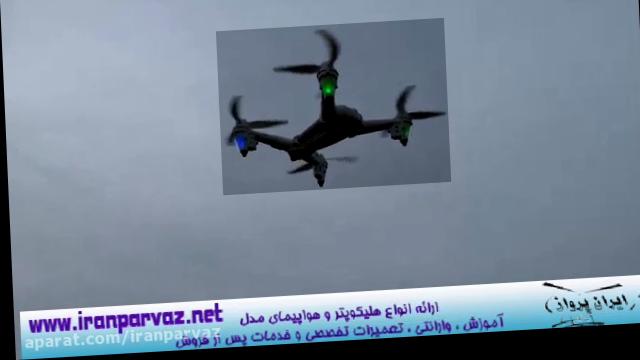 ارائه انواع هلیکوپتر و هواپیمای مدل
آموزش ، وارانتی ، تعمیرات تخصصی و خدمات پس از فروش
www.iranparvaz.net
aparat.com/iranparvaz
ایران پرواز